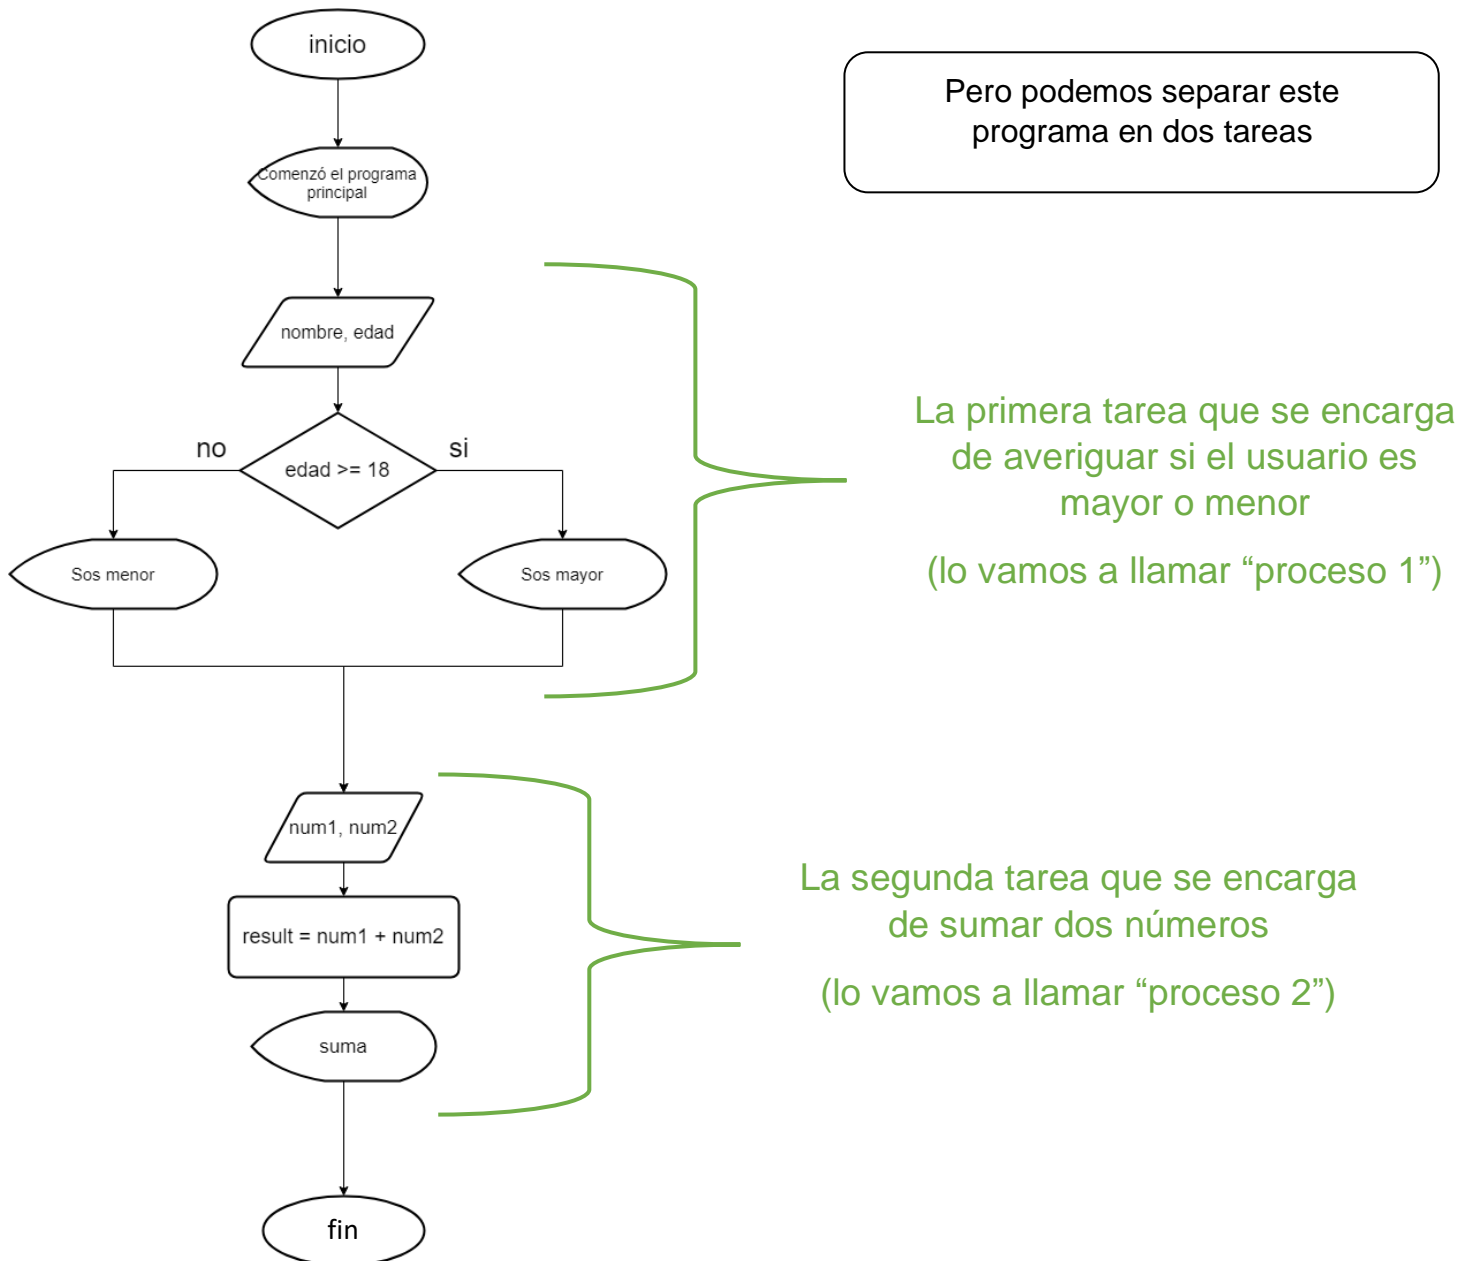 inicio
Pero podemos separar este
programa en dos tareas
Comenzó el programa
principal
nombre, edad
no
edad >= 18
si
Sos menor
Sos mayor
La primera tarea que se encarga
de averiguar si el usuario es
mayor o menor
(lo vamos a llamar “proceso 1”)
num1, num2
result = num1 + num2
suma
La segunda tarea que se encarga
de sumar dos números
(lo vamos a llamar “proceso 2”)
fin